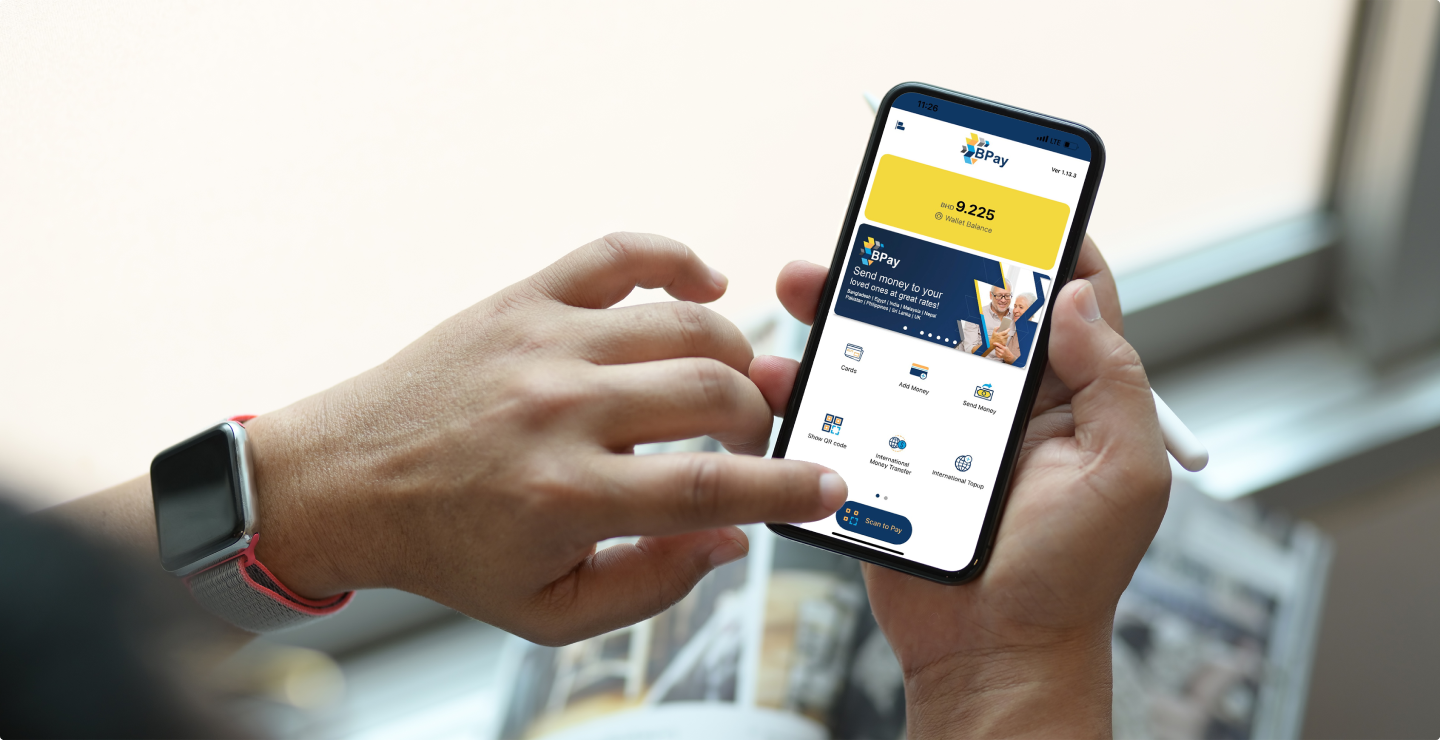 11:26
LTE
BPay
Ver 1.13.3
BHD 9.225
Wallet Balance
BPay
Send money to your
loved ones at great rates!
Bangladesh | Egypt | India | Malaysia | Nepal
Pakistan | Philippines | Sri Lanka | UK
Cards
Add Money
Send Money
Show QR code
International
Money Transfer
International Topup
Scan to Pay